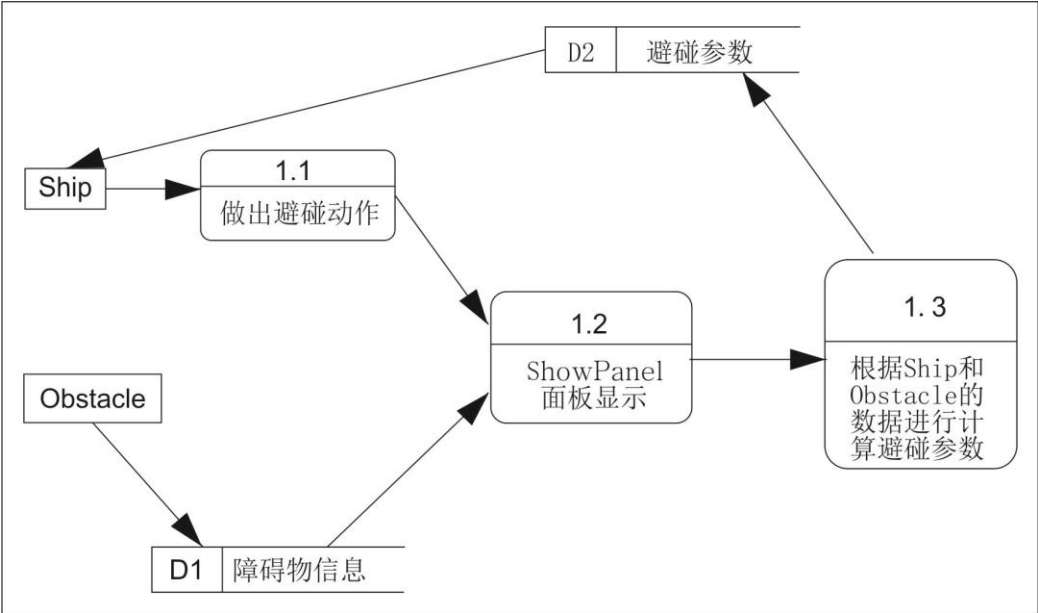 D2 避碰参数
Ship
1.1
做出避碰动作
1.2
ShowPanel
面板显示
1. 3
根据Ship和
Obstacle的
数据进行计
算避碰参数
Obstacle
D1 障碍物信息